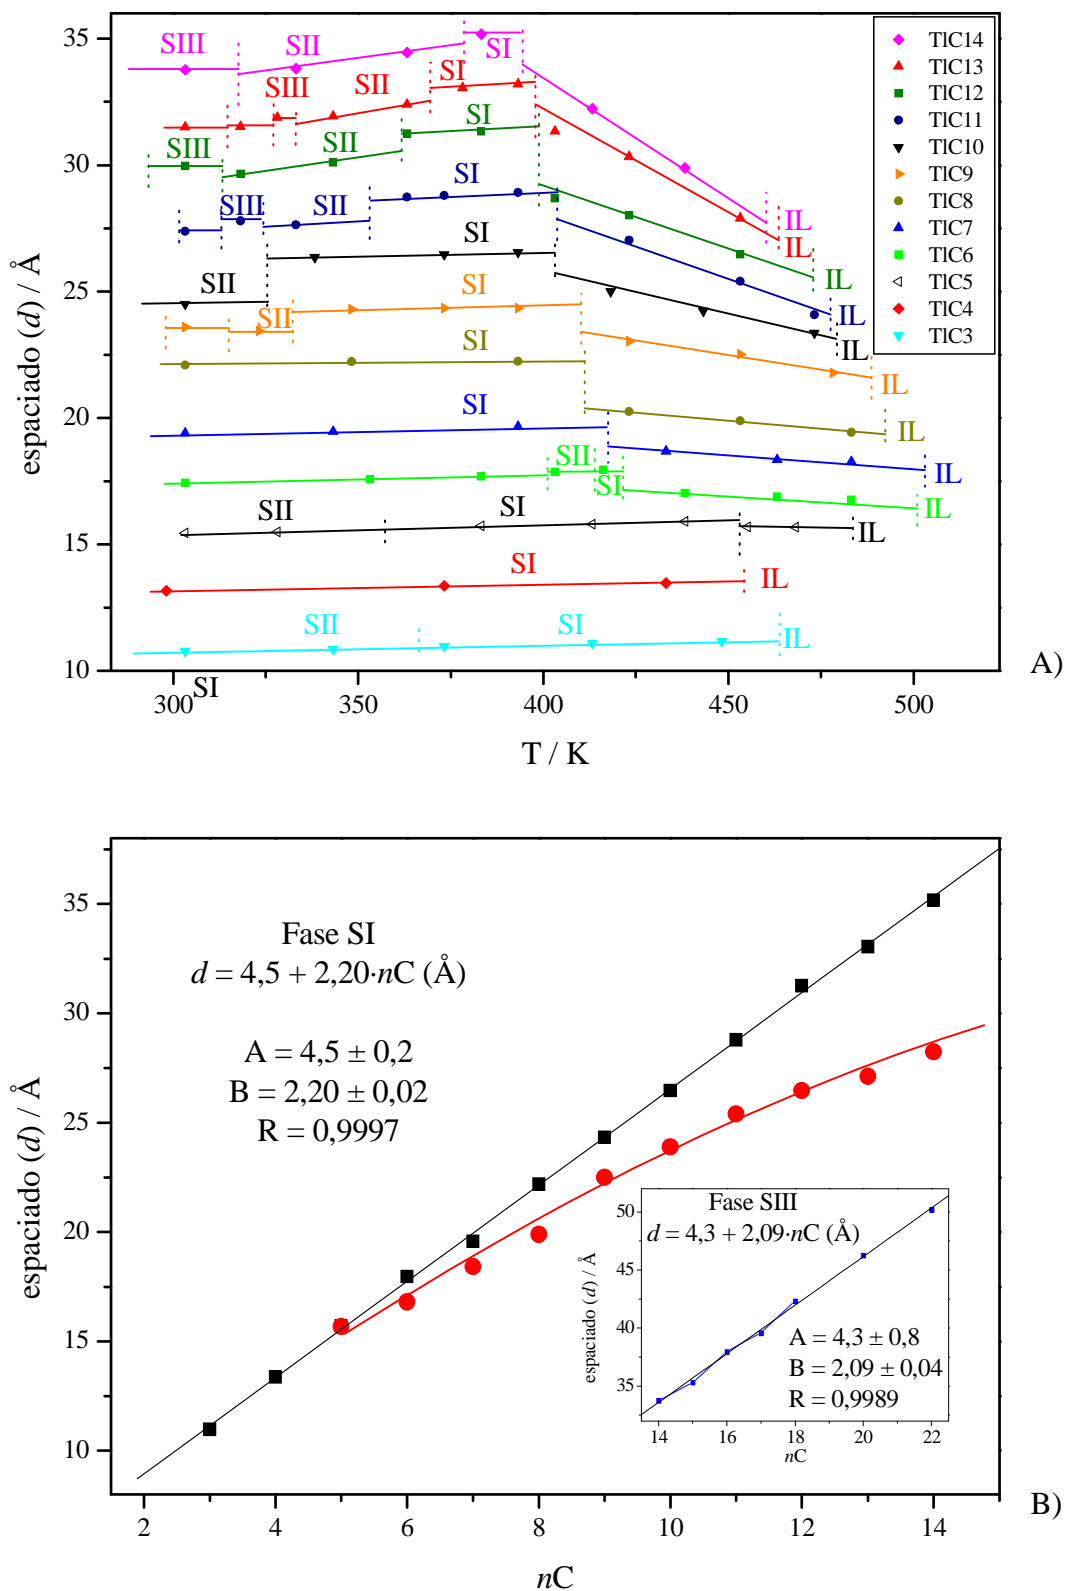 35
30
25
20
15
10
espaciado (d) / Å
SIII
SII
SI
SIII
SII
SI
SIII
SII
SI
SIII
SII
SI
SII
SI
SII
SI
SI
SI
SII
SI
SII
SI
SI
SII
SI
SI
IL
IL
IL
IL
IL
IL
IL
IL
IL
IL
IL
IL
TlC14
TlC13
TlC12
TlC11
TlC10
TlC9
TlC8
TlC7
TlC6
TlC5
TlC4
TlC3
300 350 400 450 500
T / K
A)
35
30
25
20
15
10
espaciado (d) / Å
Fase SI
d = 4,5 + 2,20·nC (Å)
A = 4,5 ± 0,2
B = 2,20 ± 0,02
R = 0,9997
50
45
40
35
espaciado (d) / Å
Fase SIII
d = 4,3 + 2,09·nC (Å)
A = 4,3 ± 0,8
B = 2,09 ± 0,04
R = 0,9989
14 16 18 20 22
nC
2 4 6 8 10 12 14
nC
B)